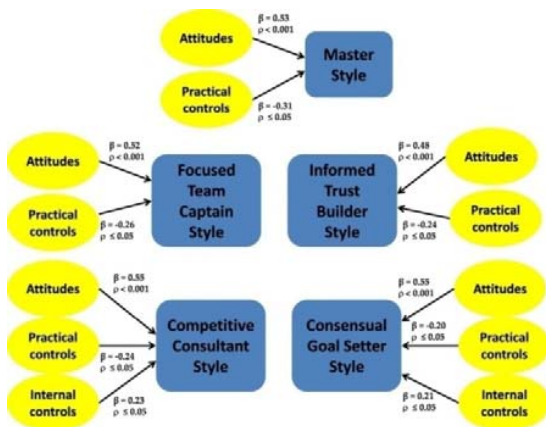 Attitudes
β = 0.53
ρ < 0.001
Master
Style
Practical
controls
β = -0.31
ρ ≤ 0.05
Attitudes
β = 0.52
ρ < 0.001
Focused
Team
Captain
Style
Practical
controls
β = -0.26
ρ ≤ 0.05
Informed
Trust
Builder
Style
β = 0.48
ρ < 0.001
Attitudes
β = -0.24
ρ ≤ 0.05
Practical
controls
Attitudes
β = 0.55
ρ < 0.001
Competitive
Consultant
Style
Practical
controls
β = -0.24
ρ ≤ 0.05
Internal
controls
β = 0.23
ρ ≤ 0.05
Consensual
Goal Setter
Style
β = 0.55
ρ < 0.001
Attitudes
β = -0.20
ρ ≤ 0.05
Practical
controls
β = 0.21
ρ ≤ 0.05
Internal
controls